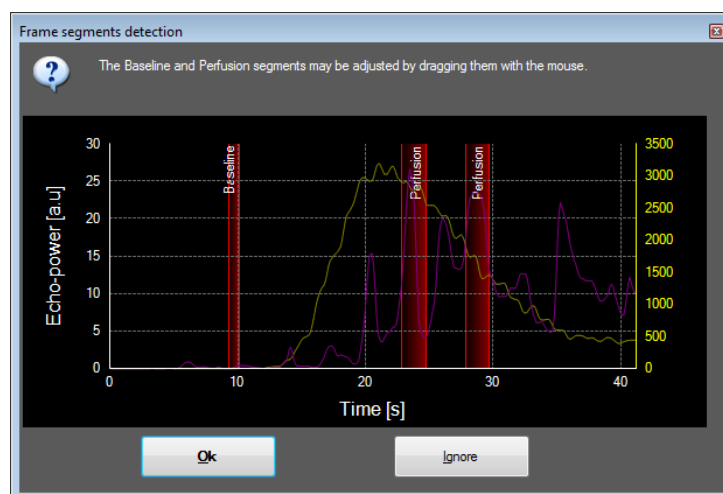 Frame segments detection
The Baseline and Perfusion segments may be adjusted by dragging them with the mouse.
Echo-power [a.u]
30
25
20
15
10
5
0
Baseline
Perfusion
Perfusion
3500
3000
2500
2000
1500
1000
500
0
0 10 20 30 40
Time [s]
Ok
Ignore